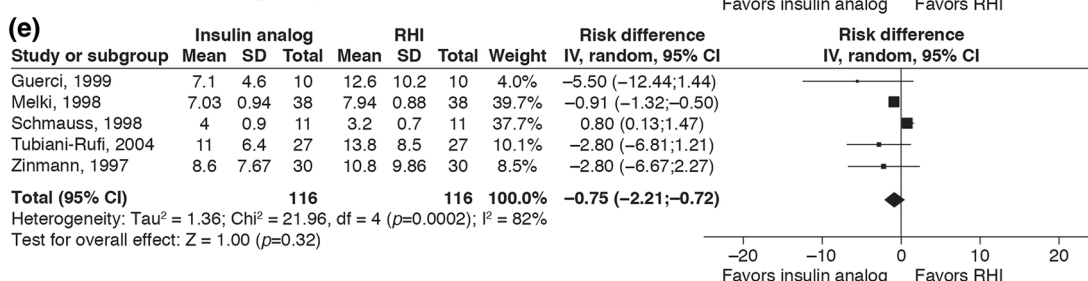 Favors insulin analog Favors RHI
(e)
Insulin analog RHI Risk difference Risk difference
Study or subgroup Mean SD Total Mean SD Total Weight IV, random, 95% CI IV, random, 95% CI
Guerci, 1999 7.1 4.6 10 12.6 10.2 10 4.0% –5.50 (–12.44;1.44)
Melki, 1998 7.03 0.94 38 7.94 0.88 38 39.7% –0.91 (–1.32;–0.50)
Schmauss, 1998 4 0.9 11 3.2 0.7 11 37.7% 0.80 (0.13;1.47)
Tubiani-Rufi, 2004 11 6.4 27 13.8 8.5 27 10.1% –2.80 (–6.81;1.21)
Zinmann, 1997 8.6 7.67 30 10.8 9.86 30 8.5% –2.80 (–6.67;2.27)
Total (95% CI) 116 116 100.0% –0.75 (–2.21;–0.72)
Heterogeneity: Tau² = 1.36; Chi² = 21.96, df = 4 (p=0.0002); I² = 82%
Test for overall effect: Z = 1.00 (p=0.32)
–20 –10 0 10 20
Favors insulin analog Favors RHI